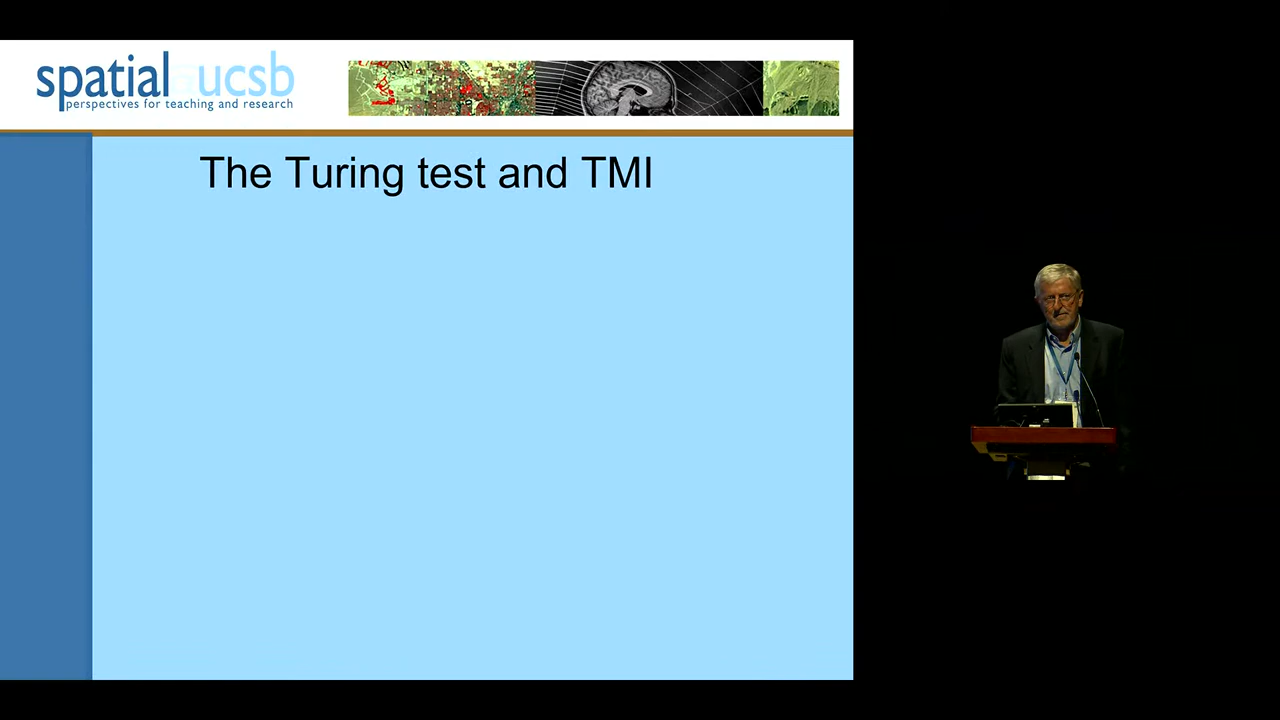 spatial@ucsb
perspectives for teaching and research
The Turing test and TMI